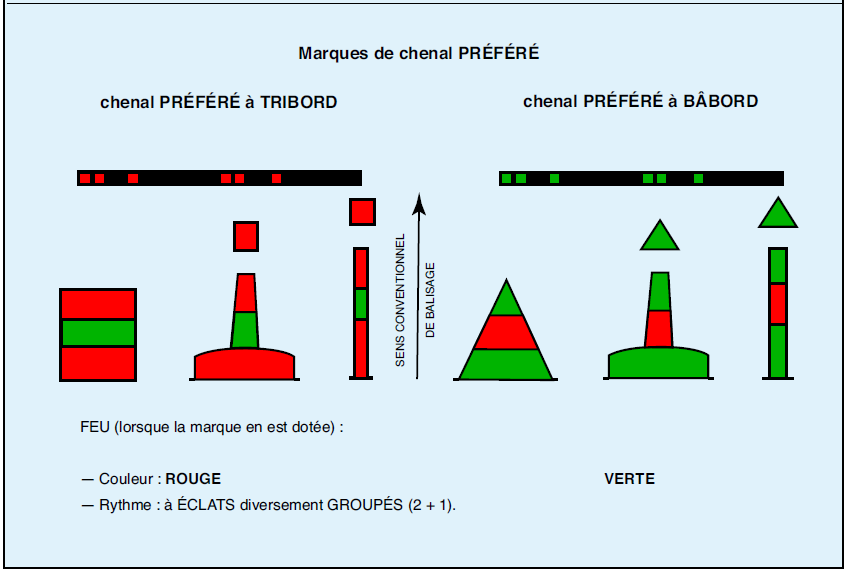 Marques de chenal PRÉFÉRÉ
chenal PRÉFÉRÉ à TRIBORD
chenal PRÉFÉRÉ à BÂBORD
SENS CONVENTIONNEL
DE BALISAGE
FEU (lorsque la marque en est dotée) :
— Couleur : ROUGE VERTE
— Rythme : à ÉCLATS diversement GROUPÉS (2 + 1).